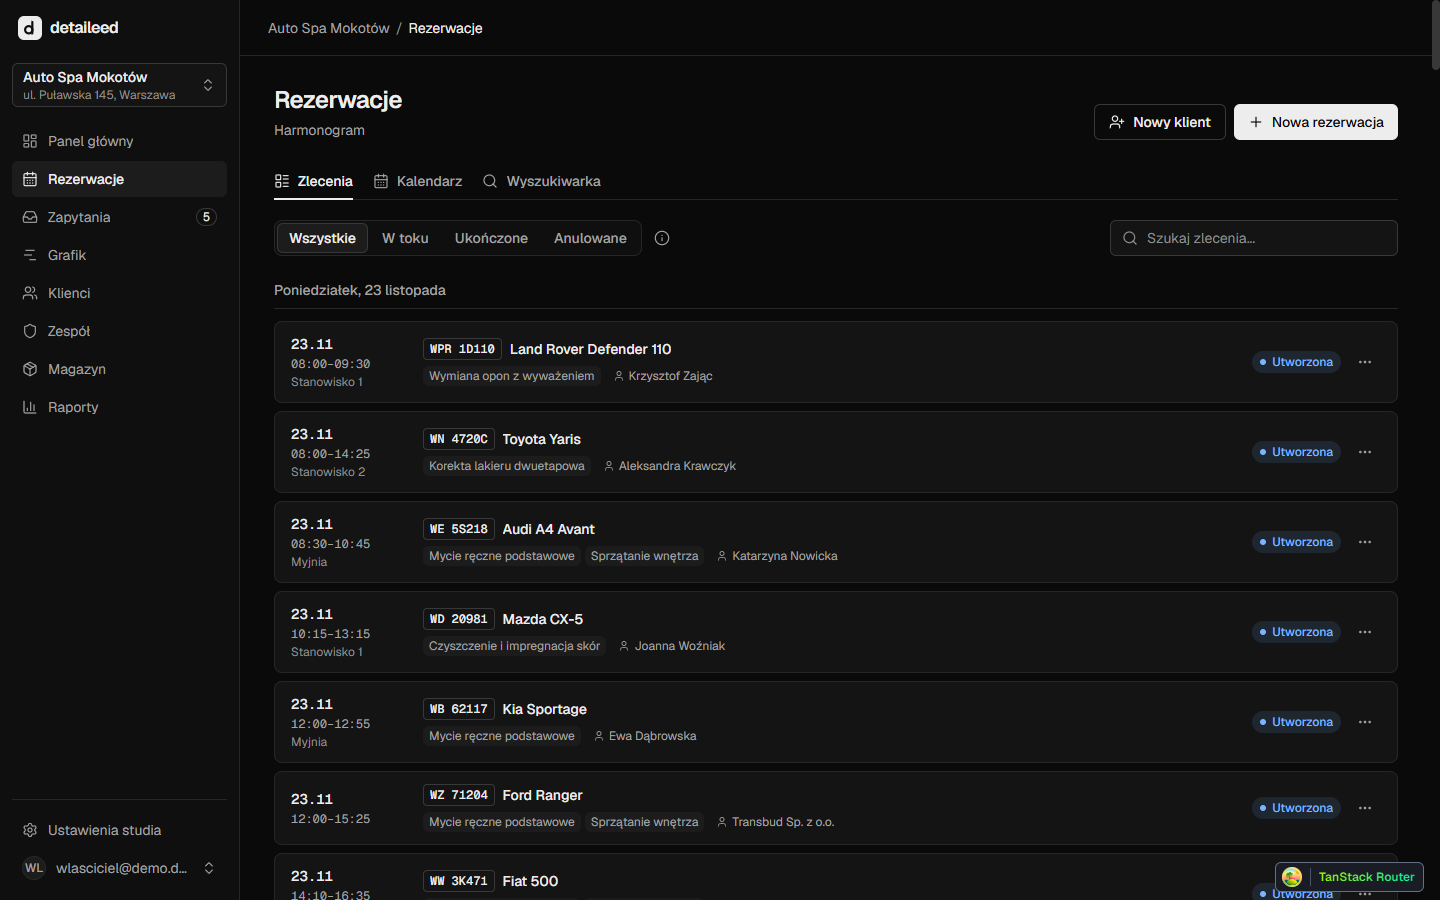 detaileed
Auto Spa Mokotów / Rezerwacje
Auto Spa Mokotów
ul. Puławska 145, Warszawa
Panel główny
Rezerwacje
Zapytania 5
Grafik
Klienci
Zespół
Magazyn
Raporty
Ustawienia studia
WL wlasciciel@demo.d...
Rezerwacje
Harmonogram
Nowy klient
Nowa rezerwacja
Zlecenia Kalendarz Wyszukiwarka
Wszystkie W toku Ukończone Anulowane
Szukaj zlecenia...
Poniedziałek, 23 listopada
23.11
08:00–09:30
Stanowisko 1
WPR 1D110 Land Rover Defender 110
Wymiana opon z wyważeniem Krzysztof Zając
Utworzona
23.11
08:00–14:25
Stanowisko 2
WN 4720C Toyota Yaris
Korekta lakieru dwuetapowa Aleksandra Krawczyk
Utworzona
23.11
08:30–10:45
Myjnia
WE 5S218 Audi A4 Avant
Mycie ręczne podstawowe Sprzątanie wnętrza Katarzyna Nowicka
Utworzona
23.11
10:15–13:15
Stanowisko 1
WD 20981 Mazda CX-5
Czyszczenie i impregnacja skór Joanna Woźniak
Utworzona
23.11
12:00–12:55
Myjnia
WB 62117 Kia Sportage
Mycie ręczne podstawowe Ewa Dąbrowska
Utworzona
23.11
12:00–15:25
WZ 71204 Ford Ranger
Mycie ręczne podstawowe Sprzątanie wnętrza Transbud Sp. z o.o.
Utworzona
23.11
14:10–16:35
WW 3K471 Fiat 500
Utworzona
TanStack Router